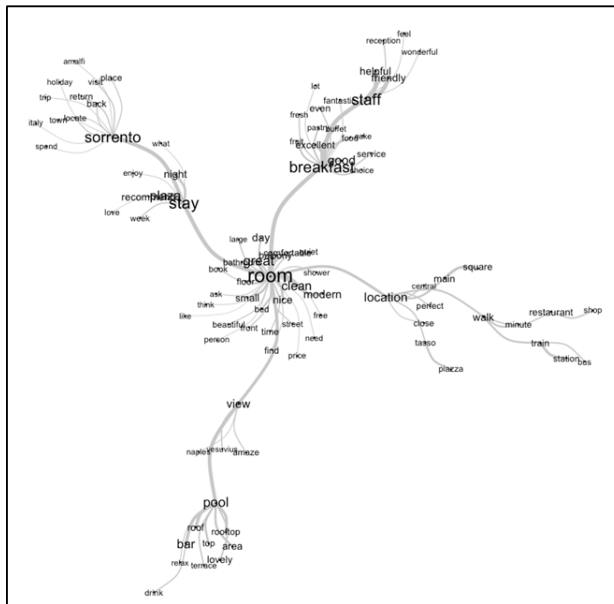 feel
reception
wonderful
amalfi
helpful
friendly
holiday
visit
place
lot
fantastic
staff
trip
return
back
even
fresh
pastry
buffet
italy
town
locate
food
fruit
excellent
spend
sorrento
what
breakfast
good
service
choice
enjoy
night
plaza
stay
love
week
large
day
comfortable
quiet
great
book
room
shower
floor
clean
ask
small
nice
modern
think
bed
free
like
beautiful
front
time
street
need
person
find
price
location
central
main
square
perfect
close
walk
minute
restaurant
shop
tasso
train
station
bus
piazza
view
naples
vesuvius
amaze
pool
roof
rooftop
bar
top
area
relax
terrace
lovely
drink